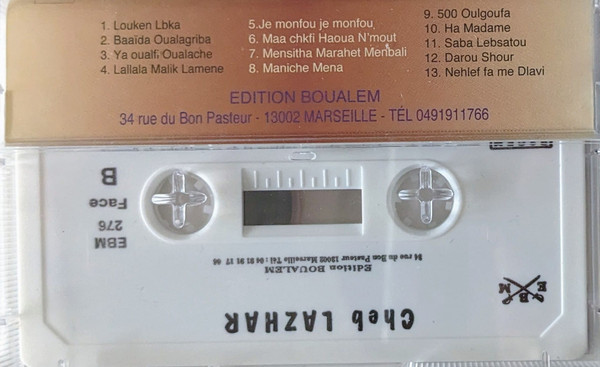 1. Louken Lbka
2. Baaïda Oualagriba
3. Ya oualfi Oualache
4. Lallala Malik Lamene
5.Je monfou je monfou,
6. Maa chkfi Haoua N'mout
7. Mensitha Marahet Menbali
8. Maniche Mena
9. 500 Oulgoufa
10. Ha Madame
11. Saba Lebsatou
12. Darou Shour
13. Nehlef fa me Dlavi
EDITION BOUALEM
34 rue du Bon Pasteur - 13002 MARSEILLE - TÉL 0491911766
Cheb LAZHAR
E B M
Edition BOUALEM
34 rue du Bon Pasteur 13002 Marseille Tél : 04 91 91 17 66
EBM
276
Face
B